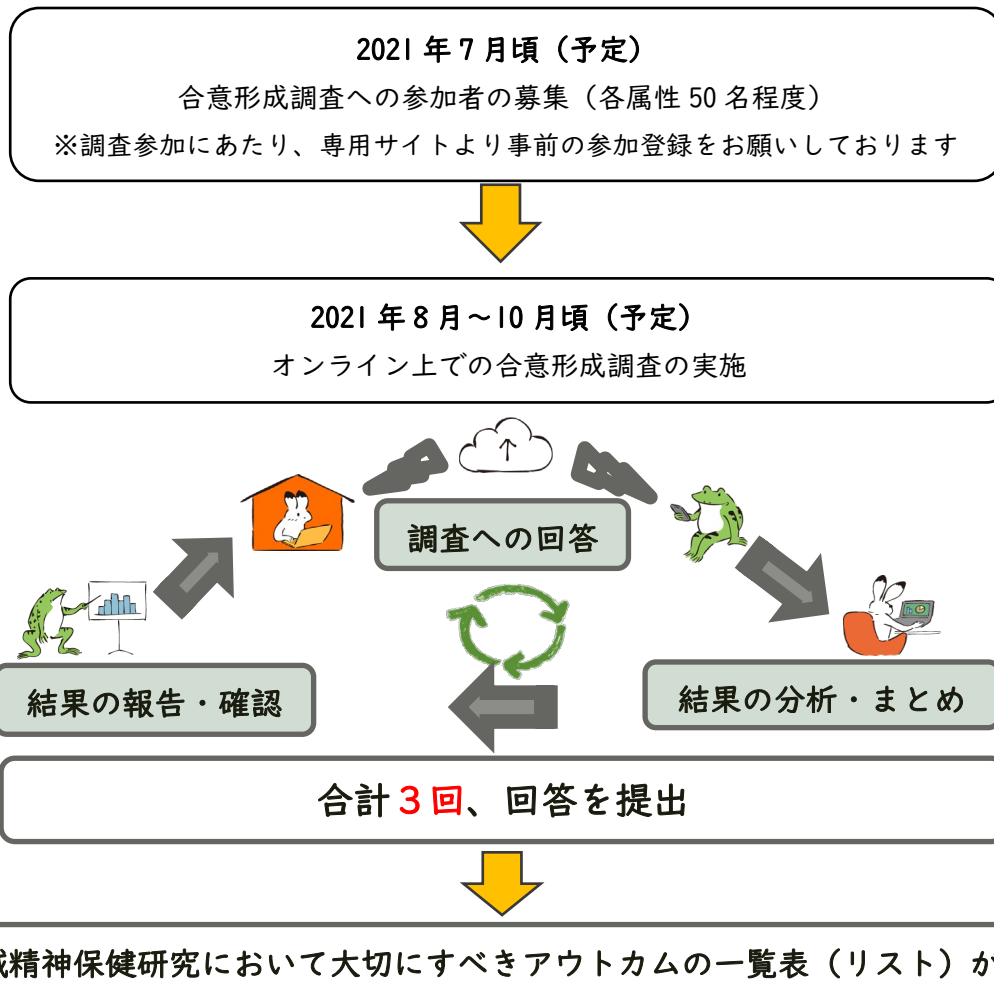 2021年7月頃（予定）
合意形成調査への参加者の募集（各属性50名程度）
※調査参加にあたり、専用サイトより事前の参加登録をお願いしております
2021年8月～10月頃（予定）
オンライン上での合意形成調査の実施
調査への回答
結果の報告・確認
結果の分析・まとめ
合計３回、回答を提出
精神保健研究において大切にすべきアウトカムの一覧表（リスト）